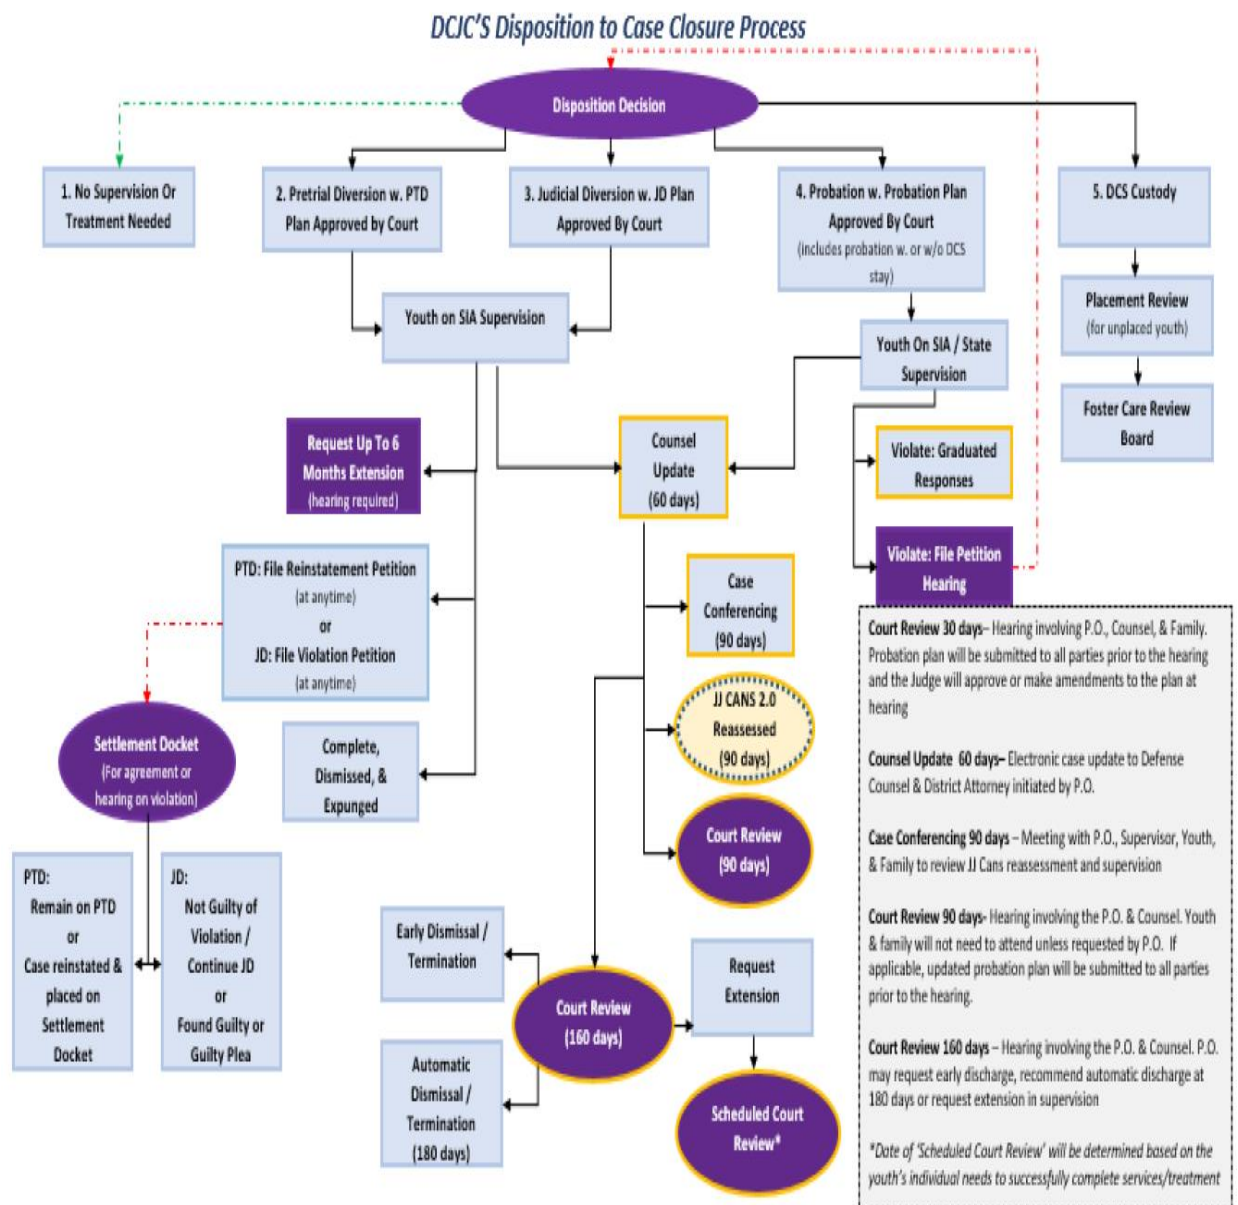 DCJC'S Disposition to Case Closure Process
Disposition Decision
1. No Supervision Or
Treatment Needed
2. Pretrial Diversion w. PTD
Plan Approved by Court
3. Judicial Diversion w. JD Plan
Approved By Court
4. Probation w. Probation Plan
Approved By Court
(includes probation w. or w/o DCS
stay)
5. DCS Custody
Youth on SIA Supervision
Youth On SIA / State
Supervision
Placement Review
(for unplaced youth)
Foster Care Review
Board
Request Up To 6
Months Extension
(hearing required)
Counsel
Update
(60 days)
Violate: Graduated
Responses
Violate: File Petition
Hearing
PTD: File Reinstatement Petition
(at anytime)
or
JD: File Violation Petition
(at anytime)
Case
Conferencing
(90 days)
JJ CANS 2.0
Reassessed
(90 days)
Settlement Docket
(For agreement or
hearing on violation)
Complete,
Dismissed, &
Expunged
Court Review
(90 days)
PTD:
Remain on PTD
or
Case reinstated &
placed on
Settlement
Docket
JD:
Not Guilty of
Violation /
Continue JD
or
Found Guilty or
Guilty Plea
Early Dismissal /
Termination
Court Review
(160 days)
Request
Extension
Automatic
Dismissal /
Termination
(180 days)
Scheduled Court
Review*
Court Review 30 days– Hearing involving P.O., Counsel, & Family.
Probation plan will be submitted to all parties prior to the hearing
and the Judge will approve or make amendments to the plan at
hearing
Counsel Update 60 days– Electronic case update to Defense
Counsel & District Attorney initiated by P.O.
Case Conferencing 90 days – Meeting with P.O., Supervisor, Youth,
& Family to review JJ Cans reassessment and supervision
Court Review 90 days- Hearing involving the P.O. & Counsel. Youth
& family will not need to attend unless requested by P.O. If
applicable, updated probation plan will be submitted to all parties
prior to the hearing.
Court Review 160 days – Hearing involving the P.O. & Counsel. P.O.
may request early discharge, recommend automatic discharge at
180 days or request extension in supervision
*Date of 'Scheduled Court Review' will be determined based on the
youth's individual needs to successfully complete services/treatment